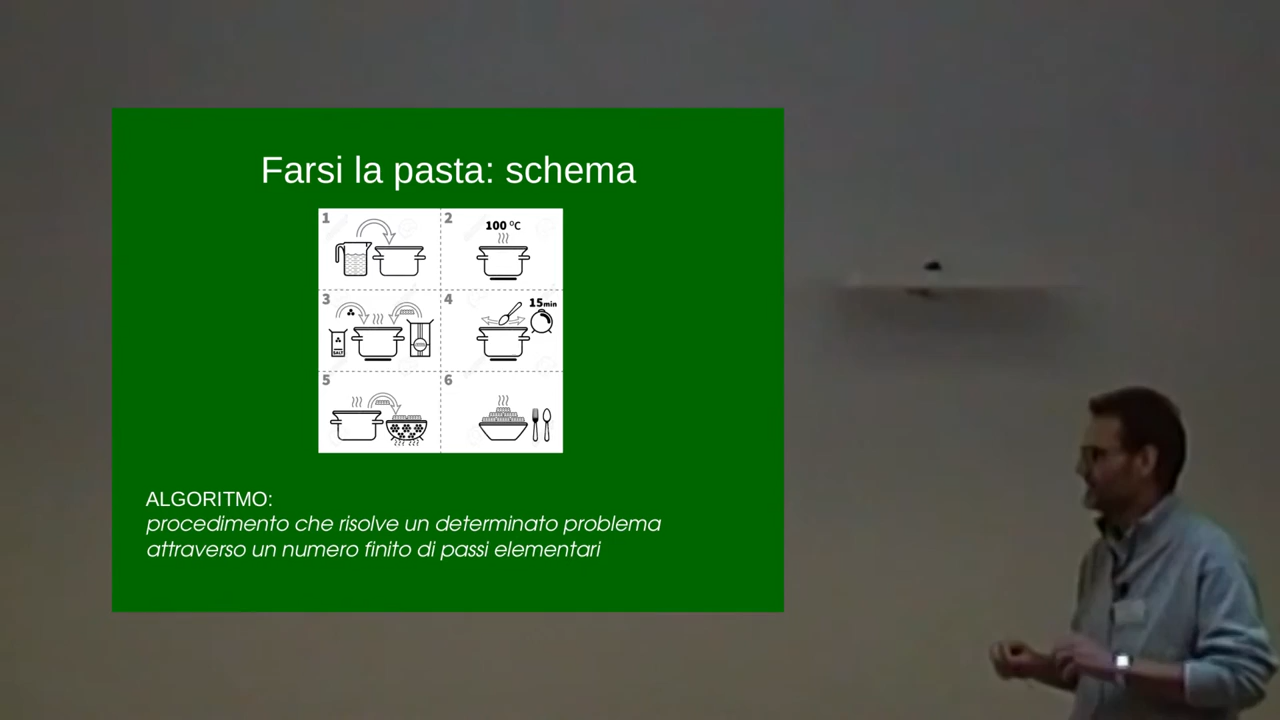 Farsi la pasta: schema
1
2
100 ºC
3
SALT
4
15min
5
6
ALGORITMO:
procedimento che risolve un determinato problema
attraverso un numero finito di passi elementari